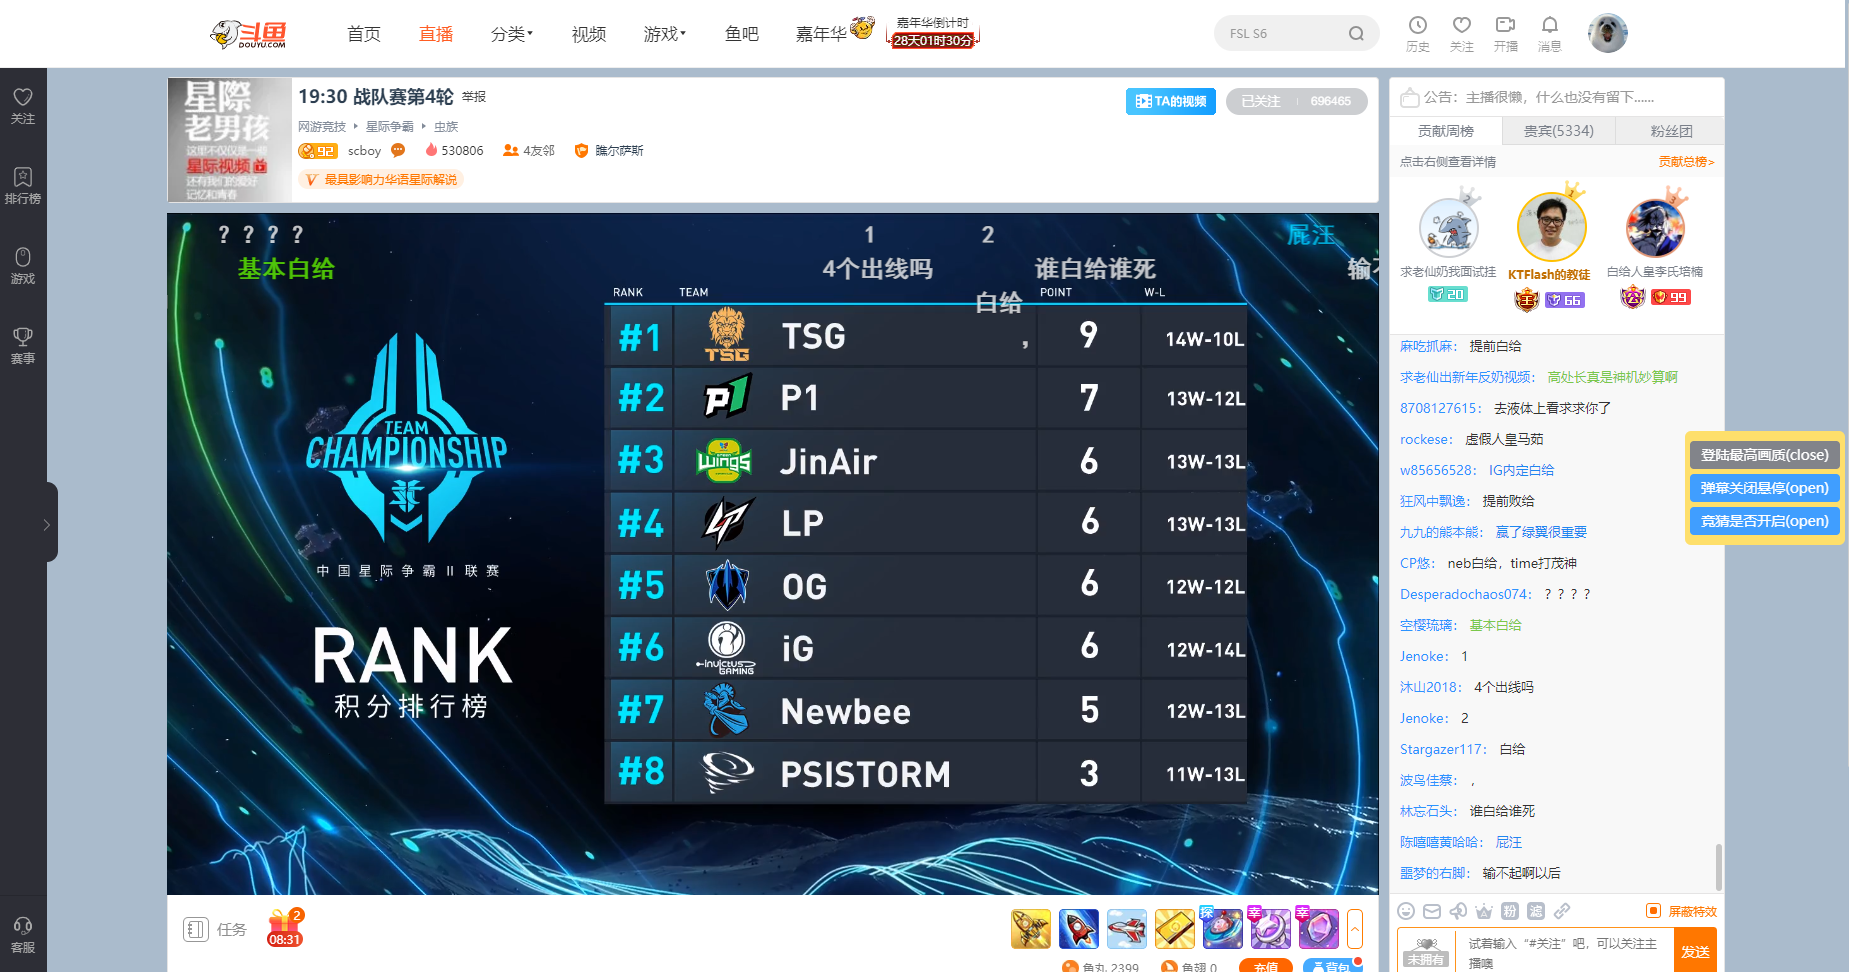 斗鱼
DOUYU.COM
首页
直播
分类
视频
游戏
鱼吧
嘉年华
嘉年华倒计时
28天01时30分
FSL S6
历史
关注
开播
消息
关注
排行榜
游戏
赛事
客服
星際
老男孩
这里不仅仅是一个
星际视频
还有我们的爱好
记忆和青春
19:30 战队赛第4轮 举报
网游竞技 星际争霸 虫族
92 scboy 530806 4友邻 瞧尔萨斯
最具影响力华语星际解说
TA的视频
已关注 696465
？？？？
1
2
屁汪
基本白给
4个出线吗
谁白给谁死
输不
白给
，
TEAM
CHAMPIONSHIP
中国星际争霸II联赛
RANK
积分排行榜
RANK TEAM POINT W-L
#1 TSG TSG 9 14W-10L
#2 P1 P1 7 13W-12L
#3 WINGS JinAir 6 13W-13L
#4 LP 6 13W-13L
#5 OG 6 12W-12L
#6 INVICTUS GAMING iG 6 12W-14L
#7 Newbee 5 12W-13L
#8 PSISTORM 3 11W-13L
任务
2
08:31
探
幸
幸
鱼丸 2399
鱼翅 0
充值
背包
公告：主播很懒，什么也没有留下......
贡献周榜
贵宾(5334)
粉丝团
点击右侧查看详情
贡献总榜>
2
1
3
求老仙奶我面试挂
KTFlash的教徒
白给人皇李氏培楠
20
王 66
公 99
麻吃抓麻： 提前白给
求老仙出新年反奶视频： 高处长真是神机妙算啊
8708127615： 去液体上看求求你了
rockese： 虚假人皇马茹
w85656528： IG内定白给
狂风中飘逸： 提前败给
九九的熊本熊： 赢了绿翼很重要
CP悠： neb白给，time打茂神
Desperadochaos074： ？？？？
空樱琉璃： 基本白给
Jenoke： 1
沐山2018： 4个出线吗
Jenoke： 2
Stargazer117： 白给
波鸟佳蔡： ，
林忘石头： 谁白给谁死
陈嘻嘻黄哈哈： 屁汪
噩梦的右脚： 输不起啊以后
登陆最高画质(close)
弹幕关闭悬停(open)
竞猜是否开启(open)
粉
滤
屏蔽特效
未拥有
试着输入“#关注”吧，可以关注主
播噢
发送